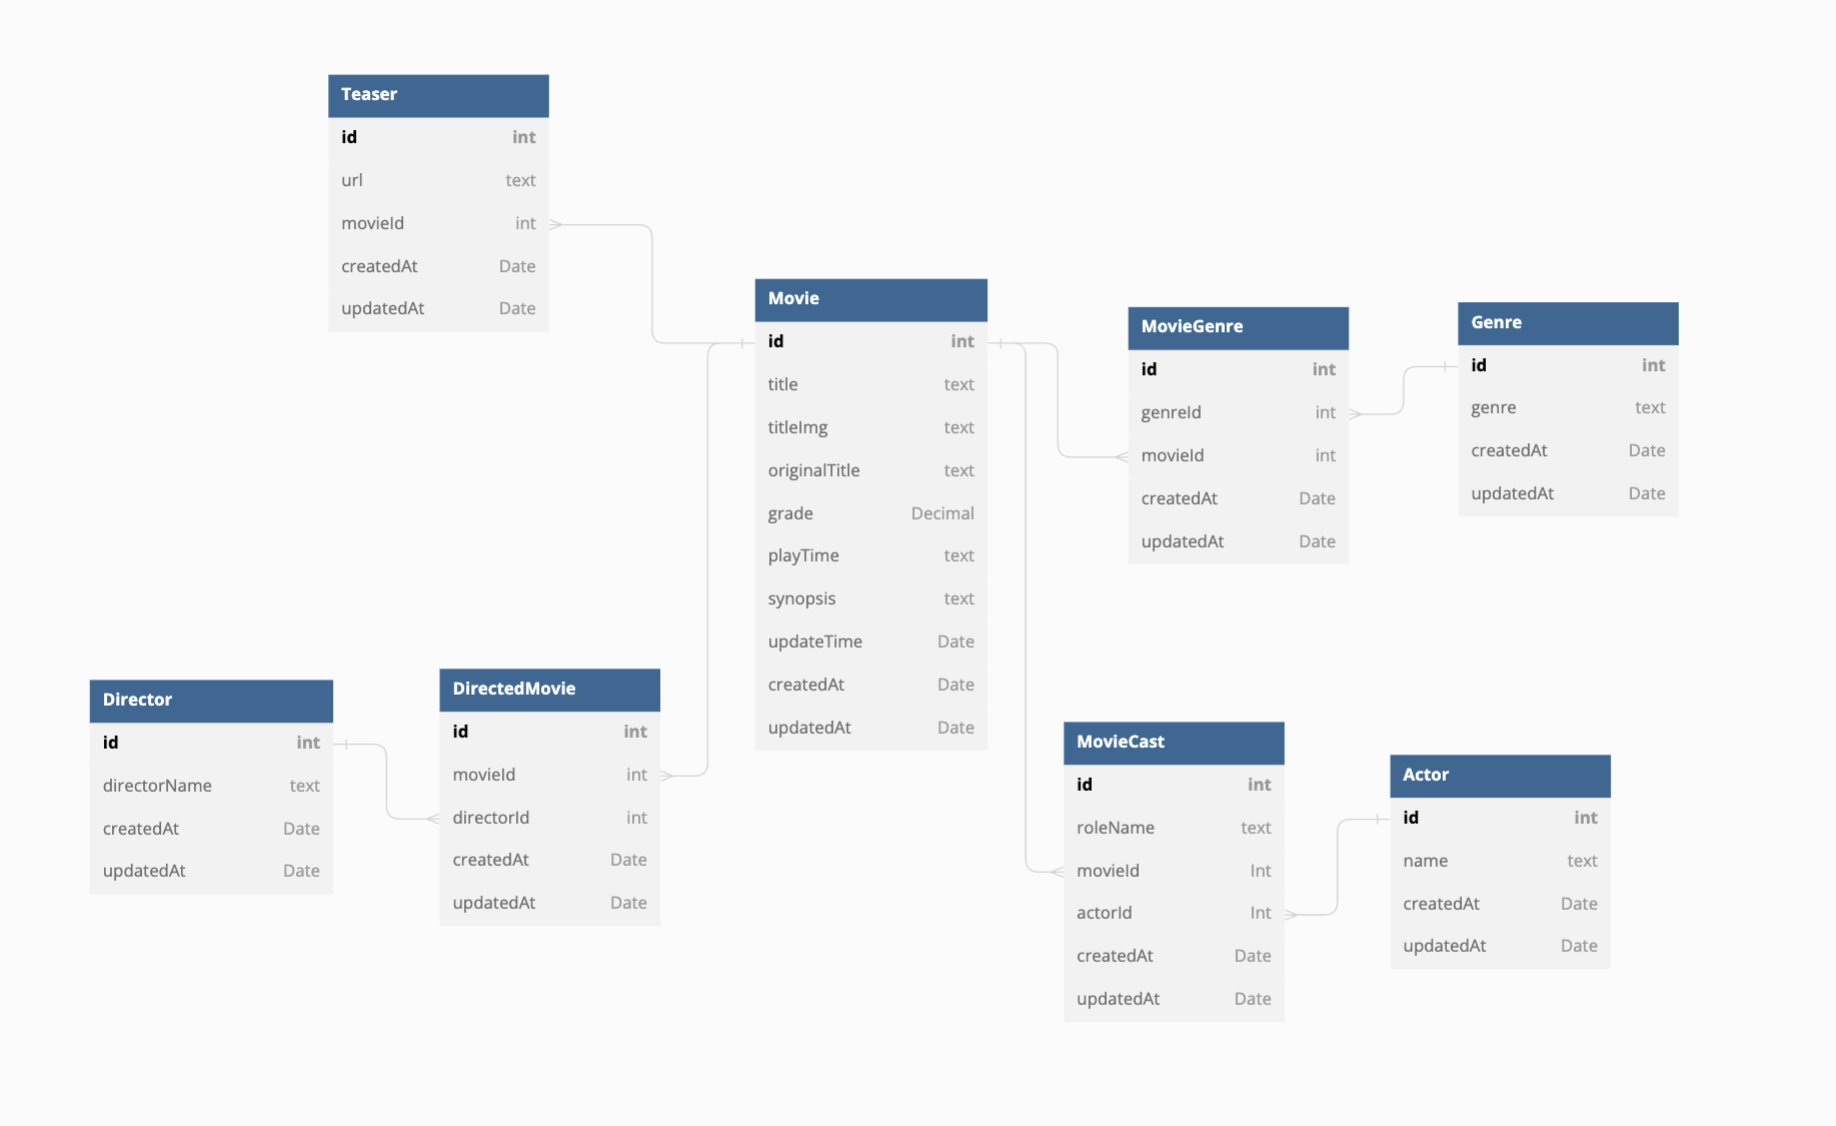 Teaser
id int
url text
movieId int
createdAt Date
updatedAt Date
Movie
id int
title text
titleImg text
originalTitle text
grade Decimal
playTime text
synopsis text
updateTime Date
createdAt Date
updatedAt Date
MovieGenre
id int
genreId int
movieId int
createdAt Date
updatedAt Date
Genre
id int
genre text
createdAt Date
updatedAt Date
Director
id int
directorName text
createdAt Date
updatedAt Date
DirectedMovie
id int
movieId int
directorId int
createdAt Date
updatedAt Date
MovieCast
id int
roleName text
movieId Int
actorId Int
createdAt Date
updatedAt Date
Actor
id int
name text
createdAt Date
updatedAt Date